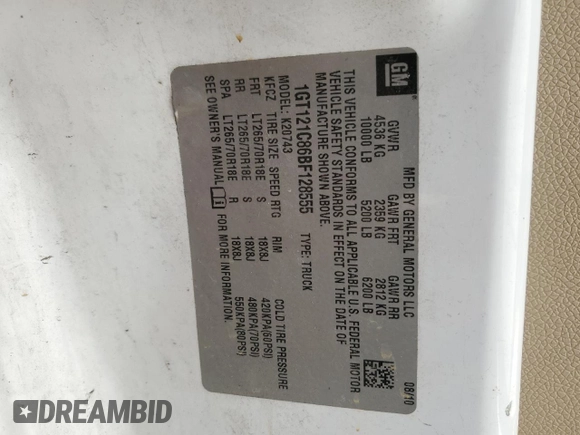 GM
MFD BY GENERAL MOTORS LLC 08/10
GVWR GAWR FRT GAWR RR
4536 KG 2359 KG 2812 KG
10000 LB 5200 LB 6200 LB
THIS VEHICLE CONFORMS TO ALL APPLICABLE U.S. FEDERAL MOTOR
VEHICLE SAFETY STANDARDS IN EFFECT ON THE DATE OF
MANUFACTURE SHOWN ABOVE.
1GT121C86BF128555 TYPE: TRUCK
MODEL: K20743
KFCZ TIRE SIZE SPEED RTG RIM COLD TIRE PRESSURE
FRT LT265/70R18E S 18X8J 420KPA(60PSI)
RR LT265/70R18E S 18X8J 480KPA(70PSI)
SPA LT265/70R18E R 18X8J 550KPA(80PSI)
SEE OWNER'S MANUAL FOR MORE INFORMATION
DREAMBID